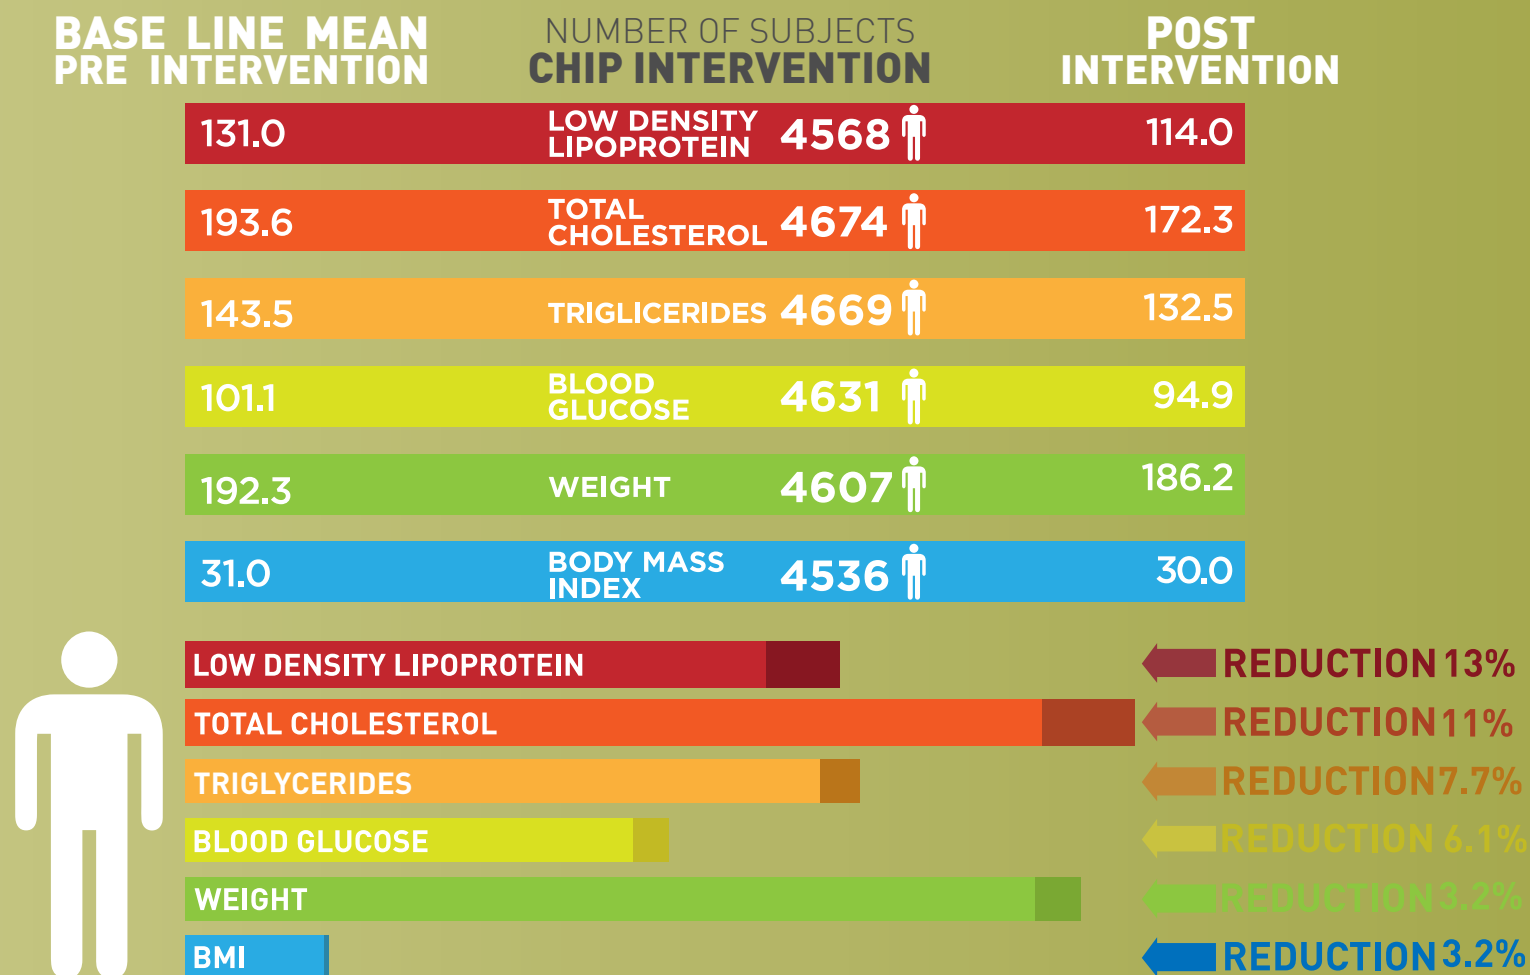 BASE LINE MEAN
PRE INTERVENTION
NUMBER OF SUBJECTS
CHIP INTERVENTION
POST
INTERVENTION
131.0
LOW DENSITY
LIPOPROTEIN
4568
114.0
193.6
TOTAL
CHOLESTEROL
4674
172.3
143.5
TRIGLICERIDES
4669
132.5
101.1
BLOOD
GLUCOSE
4631
94.9
192.3
WEIGHT
4607
186.2
31.0
BODY MASS
INDEX
4536
30.0
LOW DENSITY LIPOPROTEIN
REDUCTION 13%
TOTAL CHOLESTEROL
REDUCTION 11%
TRIGLYCERIDES
REDUCTION 7.7%
BLOOD GLUCOSE
REDUCTION 6.1%
WEIGHT
REDUCTION 3.2%
BMI
REDUCTION 3.2%